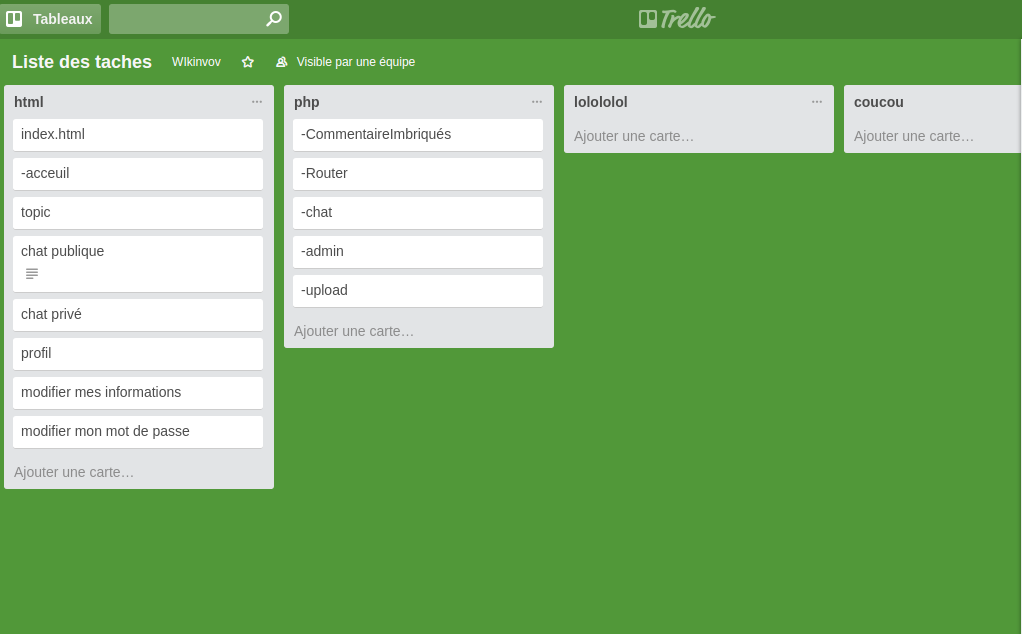 Tableaux
Trello
Liste des taches
WIkinvov
Visible par une équipe
html
index.html
-acceuil
topic
chat publique
chat privé
profil
modifier mes informations
modifier mon mot de passe
Ajouter une carte…
php
-CommentaireImbriqués
-Router
-chat
-admin
-upload
Ajouter une carte…
lolololol
Ajouter une carte…
coucou
Ajouter une carte…